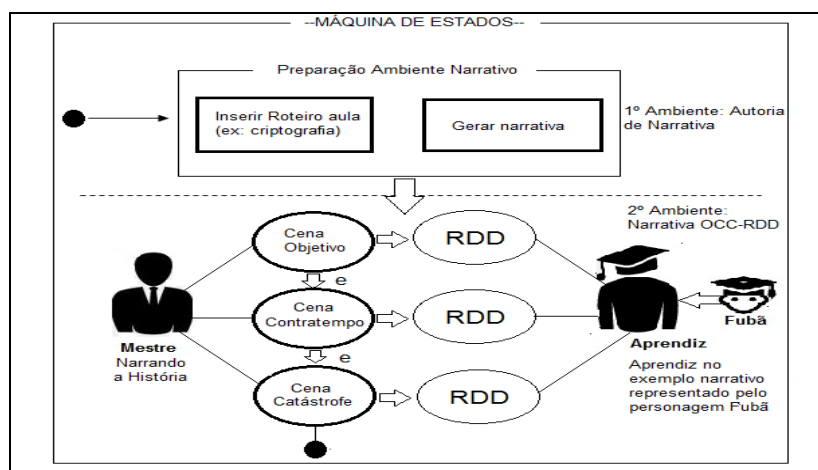 --MÁQUINA DE ESTADOS--
Preparação Ambiente Narrativo
Inserir Roteiro aula
(ex: criptografia)
Gerar narrativa
1º Ambiente: Autoria
de Narrativa
2º Ambiente:
Narrativa OCC-RDD
Cena
Objetivo
RDD
e
Cena
Contratempo
RDD
e
Cena
Catástrofe
RDD
Mestre
Narrando
a História
Fubã
Aprendiz
Aprendiz no
exemplo narrativo
representado pelo
personagem Fubã